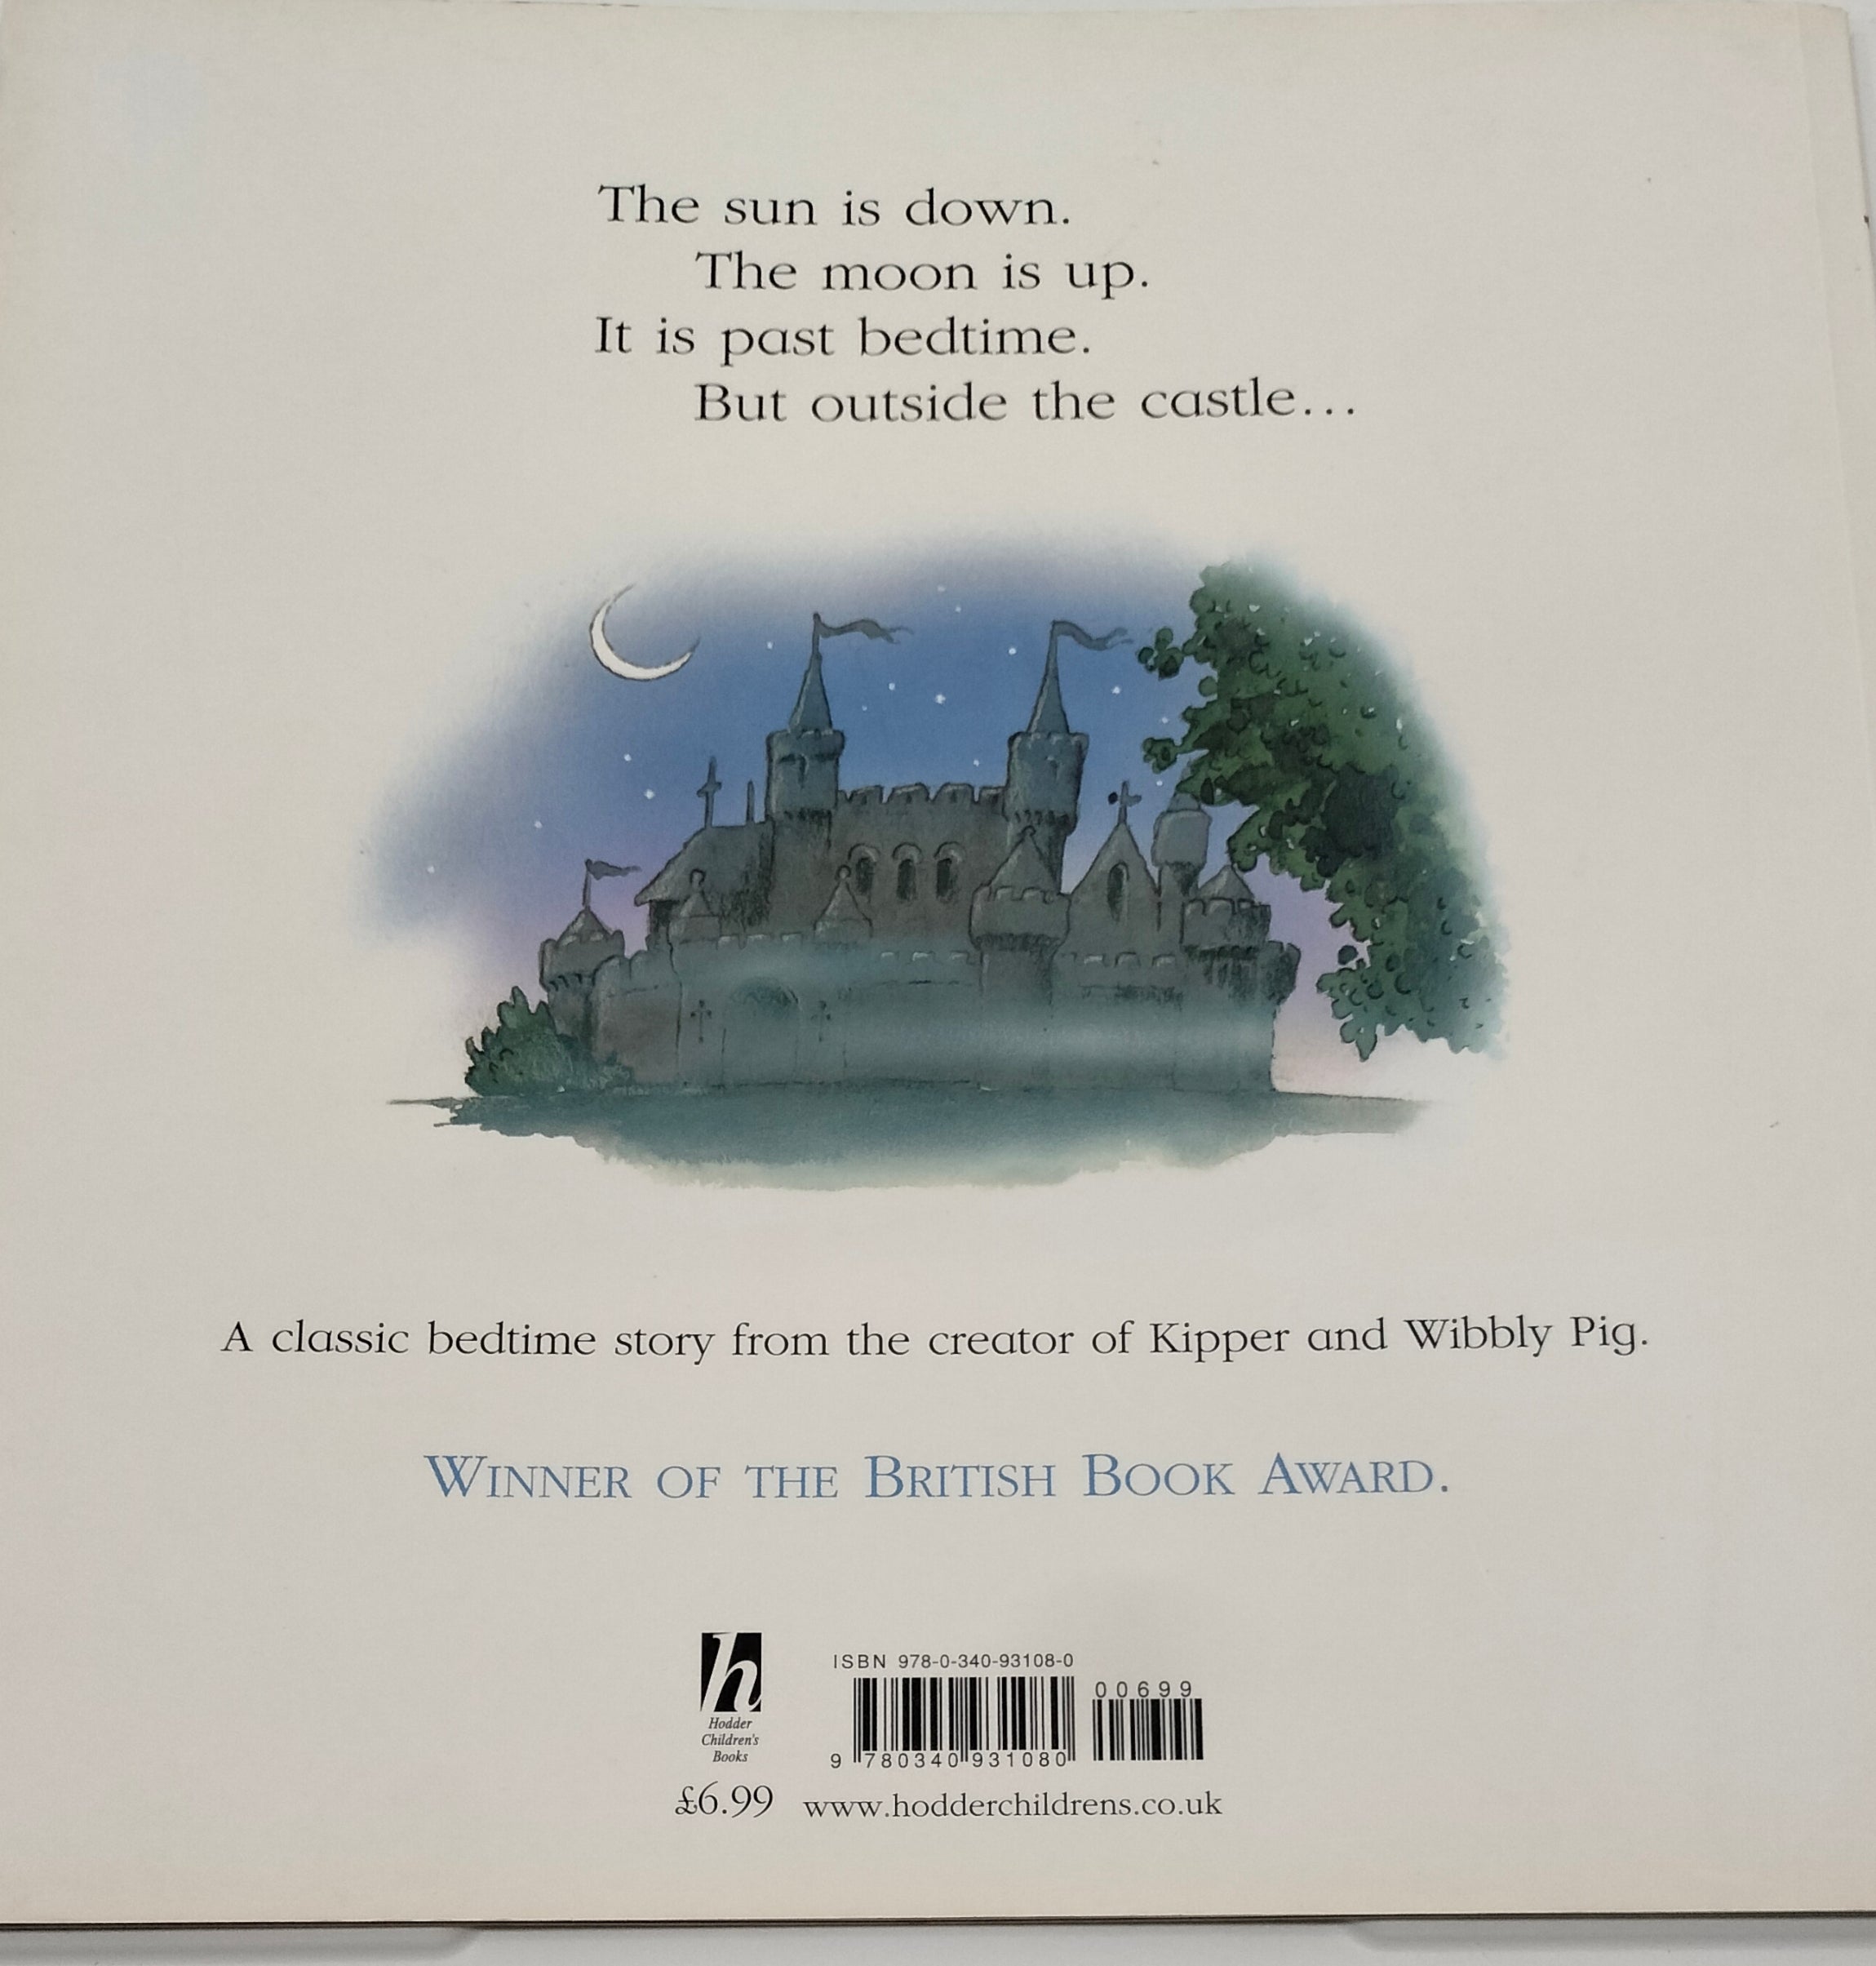 The sun is down.
The moon is up.
It is past bedtime.
But outside the castle...
A classic bedtime story from the creator of Kipper and Wibbly Pig.
WINNER OF THE BRITISH BOOK AWARD.
h
Hodder
Children's
Books
£6.99
ISBN 978-0-340-93108-0
00699
9 780340 931080
www.hodderchildrens.co.uk